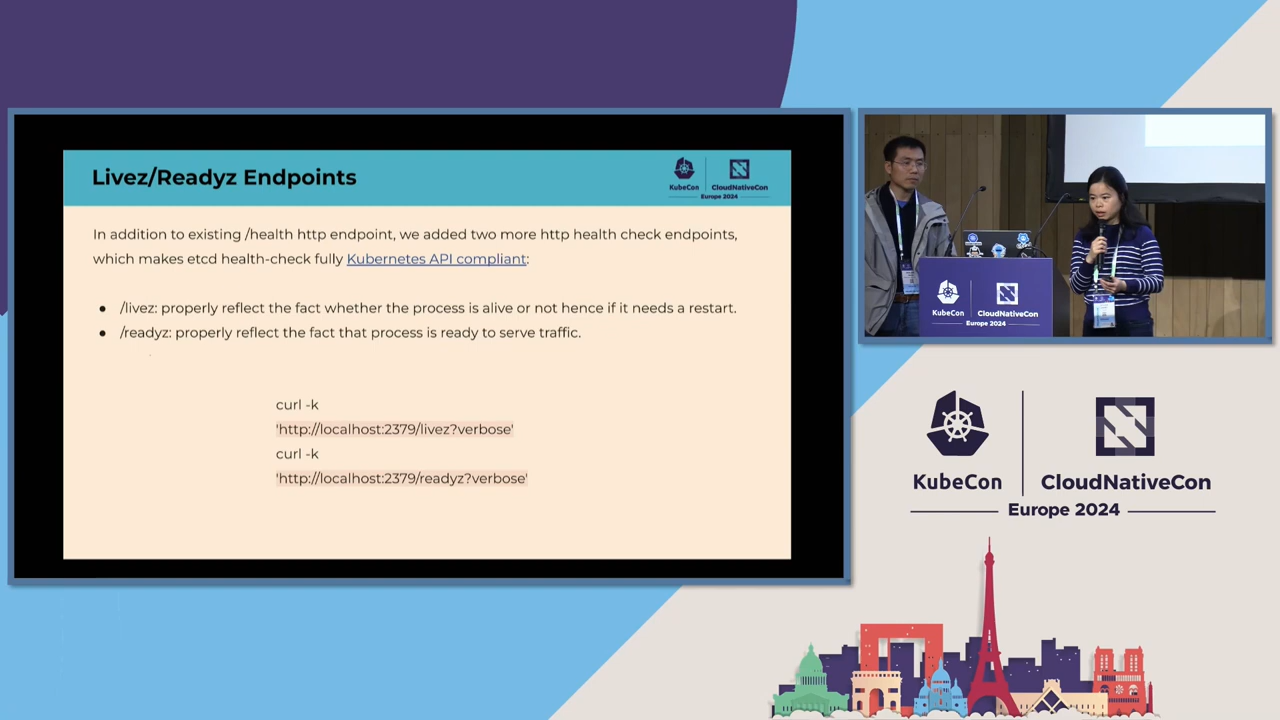 Livez/Readyz Endpoints
KubeCon
CloudNativeCon
Europe 2024
In addition to existing /health http endpoint, we added two more http health check endpoints,
which makes etcd health-check fully Kubernetes API compliant:
● /livez: properly reflect the fact whether the process is alive or not hence if it needs a restart.
● /readyz: properly reflect the fact that process is ready to serve traffic.
curl -k
'http://localhost:2379/livez?verbose'
curl -k
'http://localhost:2379/readyz?verbose'
KubeCon
CloudNativeCon
Europe 2024
KubeCon
CloudNativeCon
Europe 2024